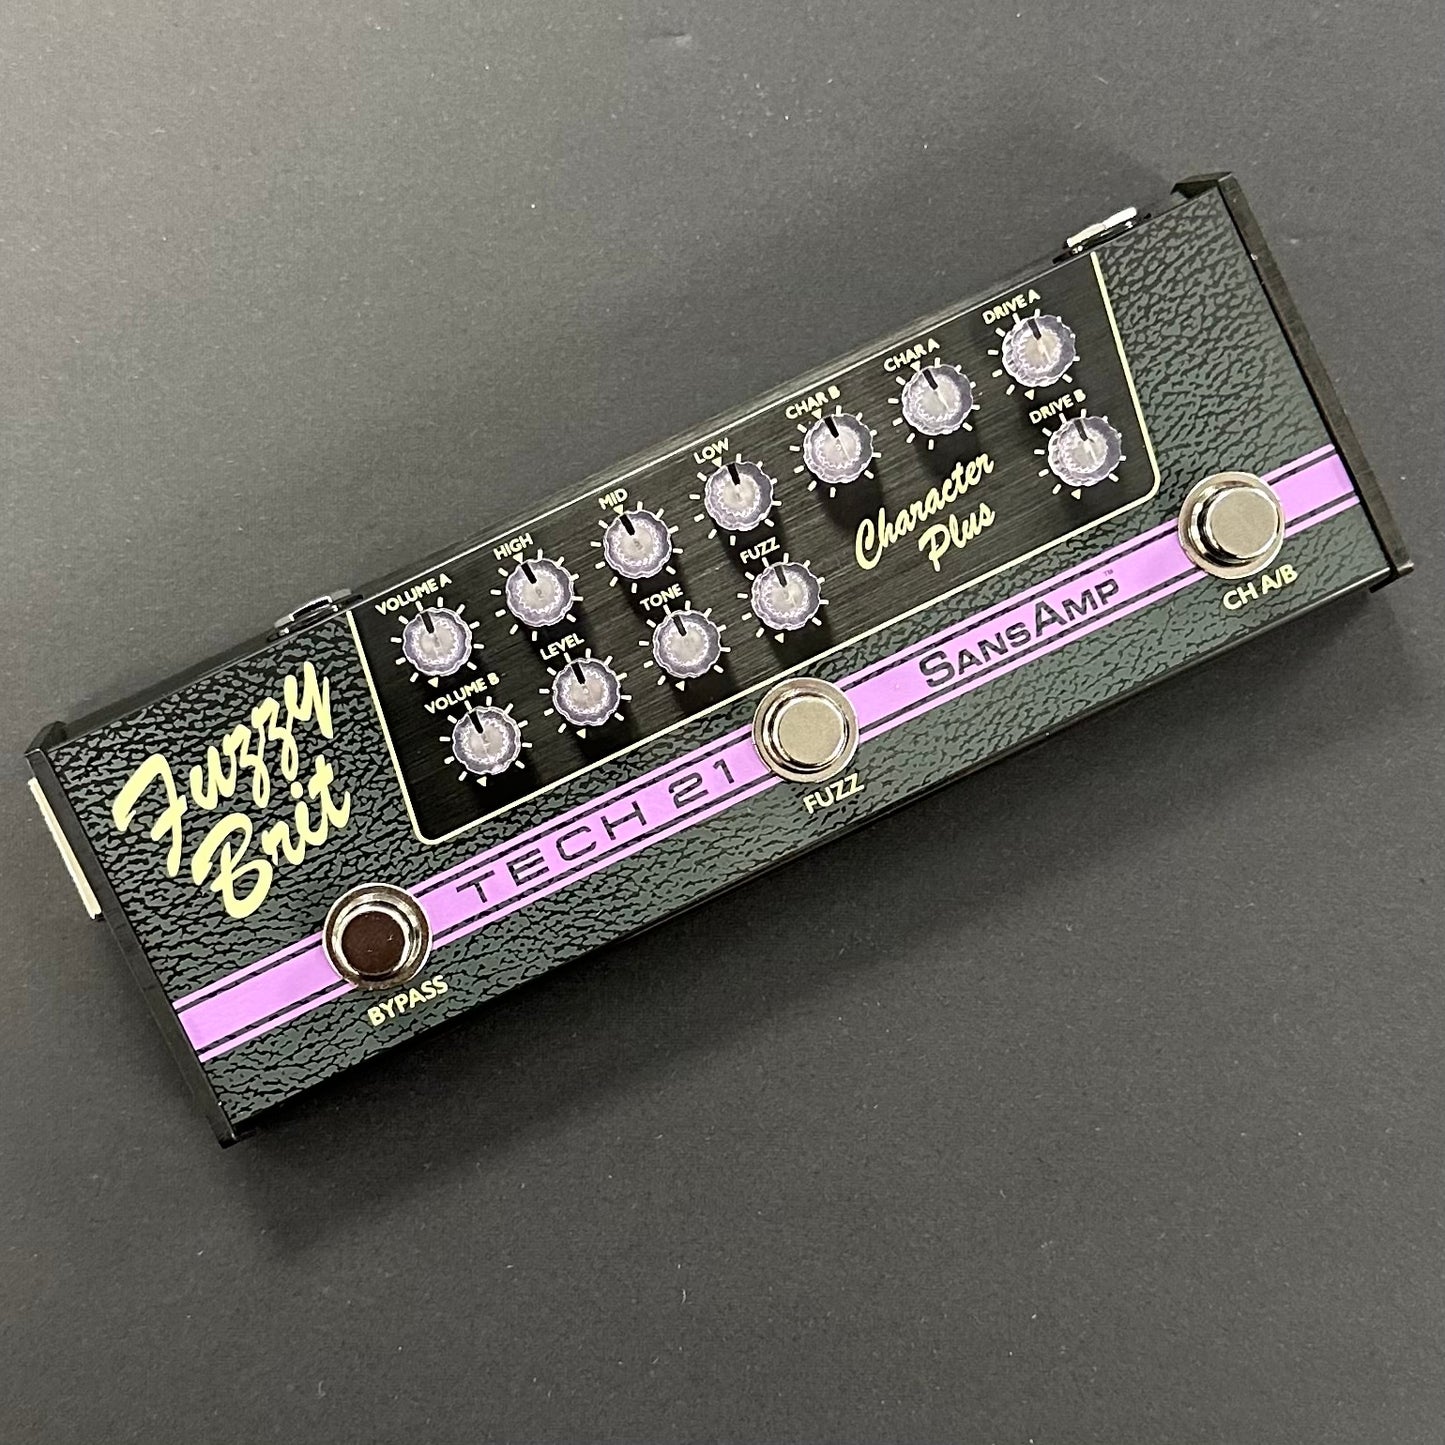 DRIVE A
CHAR A
CHAR B
LOW
MID
HIGH
VOLUME A
DRIVE B
FUZZ
TONE
LEVEL
VOLUME B
Character
Plus
Fuzzy
Brit
TECH 21
SANSAMP™
BYPASS
FUZZ
CH A/B